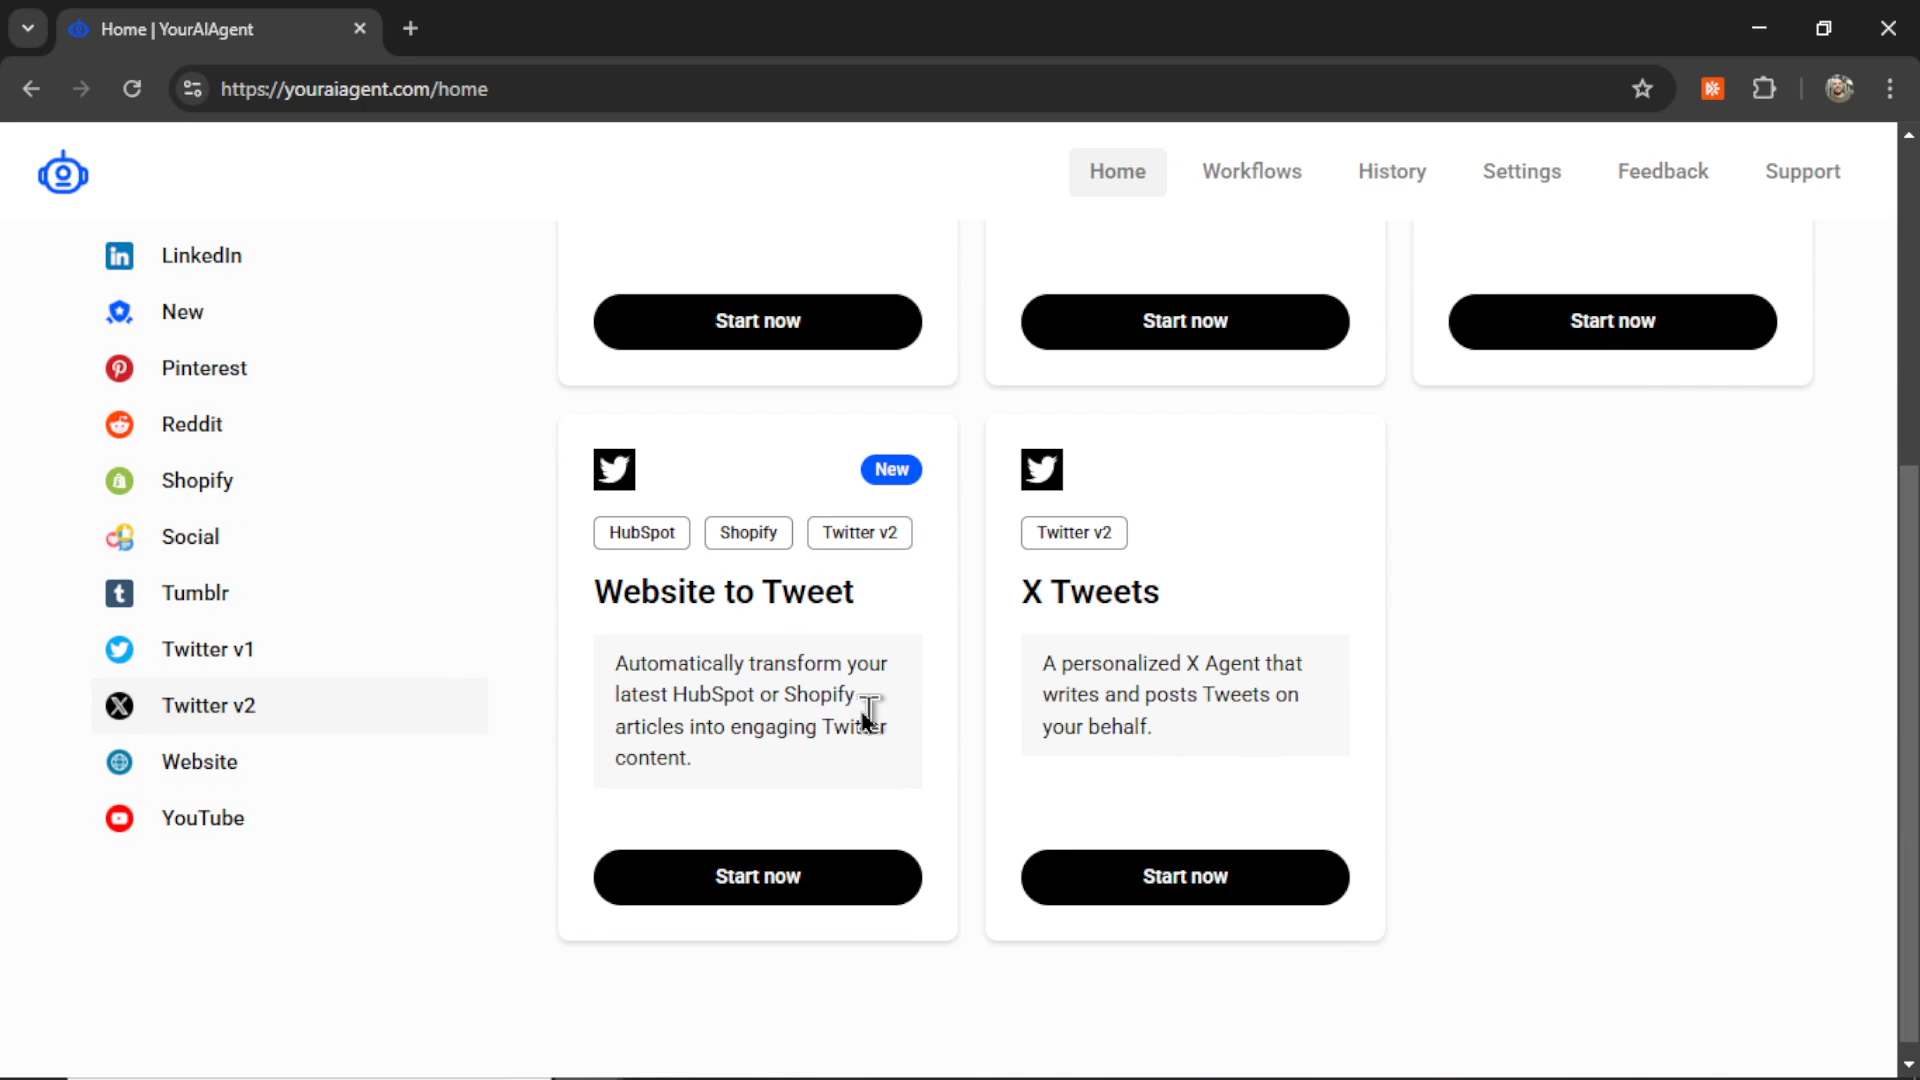 Home | YourAIAgent
https://youraiagent.com/home
Home
Workflows
History
Settings
Feedback
Support
LinkedIn
New
Pinterest
Reddit
Shopify
Social
Tumblr
Twitter v1
Twitter v2
Website
YouTube
Start now
Start now
Start now
New
HubSpot
Shopify
Twitter v2
Website to Tweet
Automatically transform your
latest HubSpot or Shopify
articles into engaging Twitter
content.
Start now
Twitter v2
X Tweets
A personalized X Agent that
writes and posts Tweets on
your behalf.
Start now